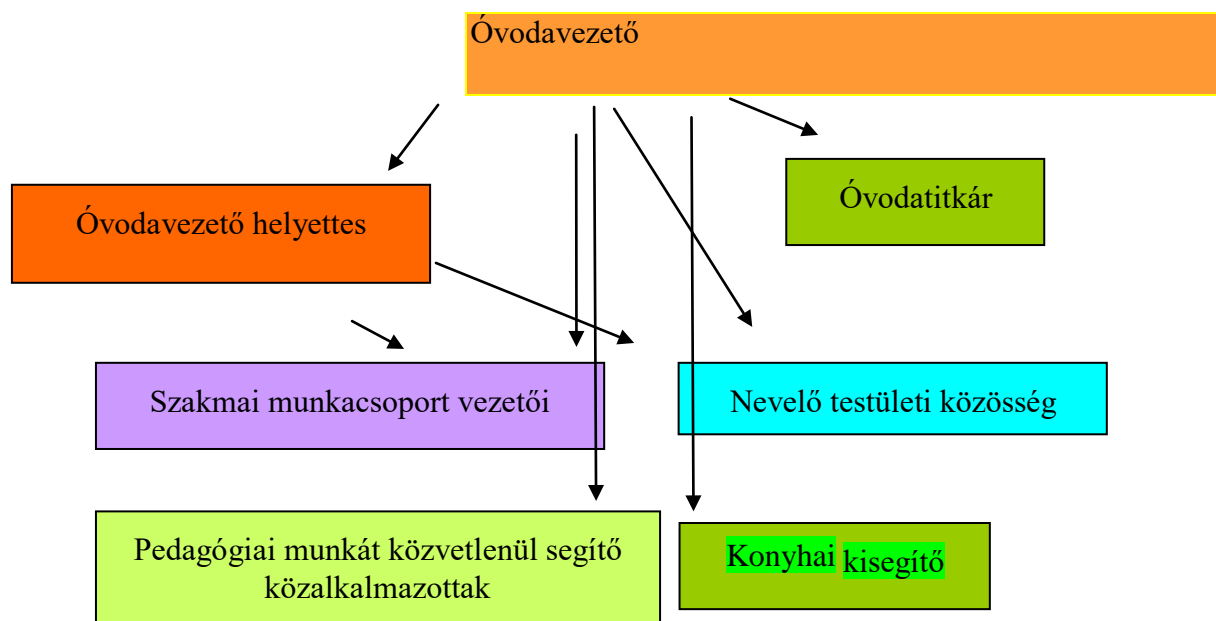 Óvodavezető
Óvodatitkár
Óvodavezető helyettes
Szakmai munkacsoport vezetői
Nevelő testületi közösség
Pedagógiai munkát közvetlenül segítő
közalkalmazottak
Konyhai kisegítő